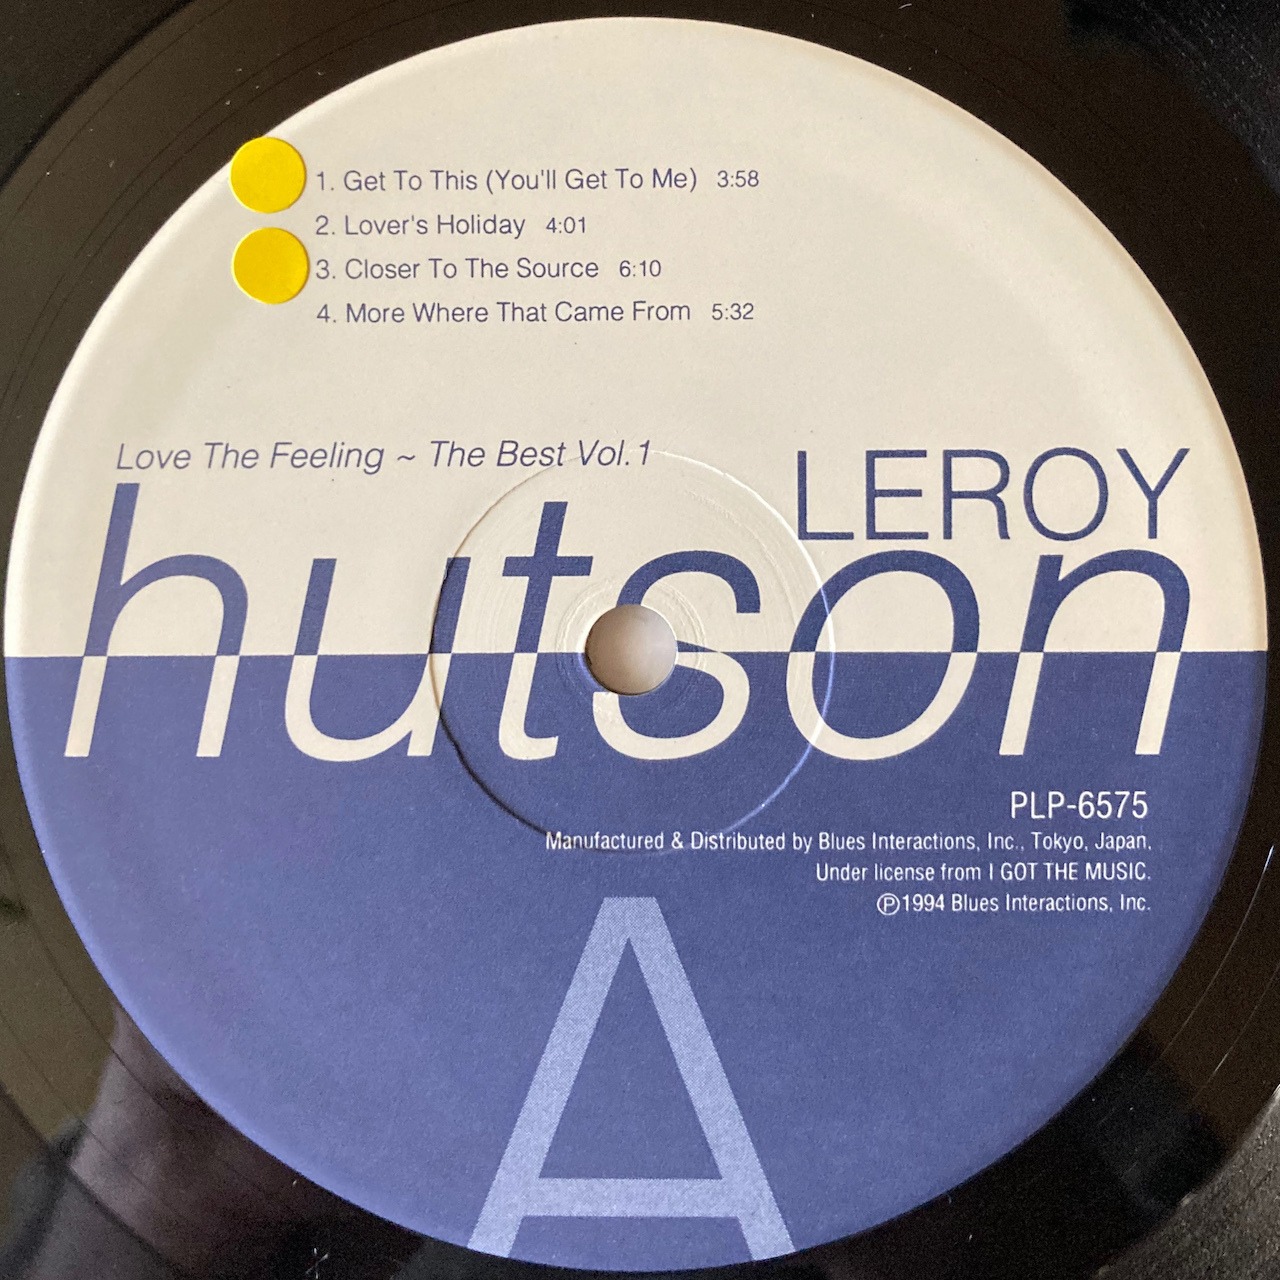 1. Get To This (You'll Get To Me) 3:58
2. Lover's Holiday 4:01
3. Closer To The Source 6:10
4. More Where That Came From 5:32
Love The Feeling ~ The Best Vol.1
LEROY
hutson
PLP-6575
Manufactured & Distributed by Blues Interactions, Inc., Tokyo, Japan.
Under license from I GOT THE MUSIC.
℗1994 Blues Interactions, Inc.
A